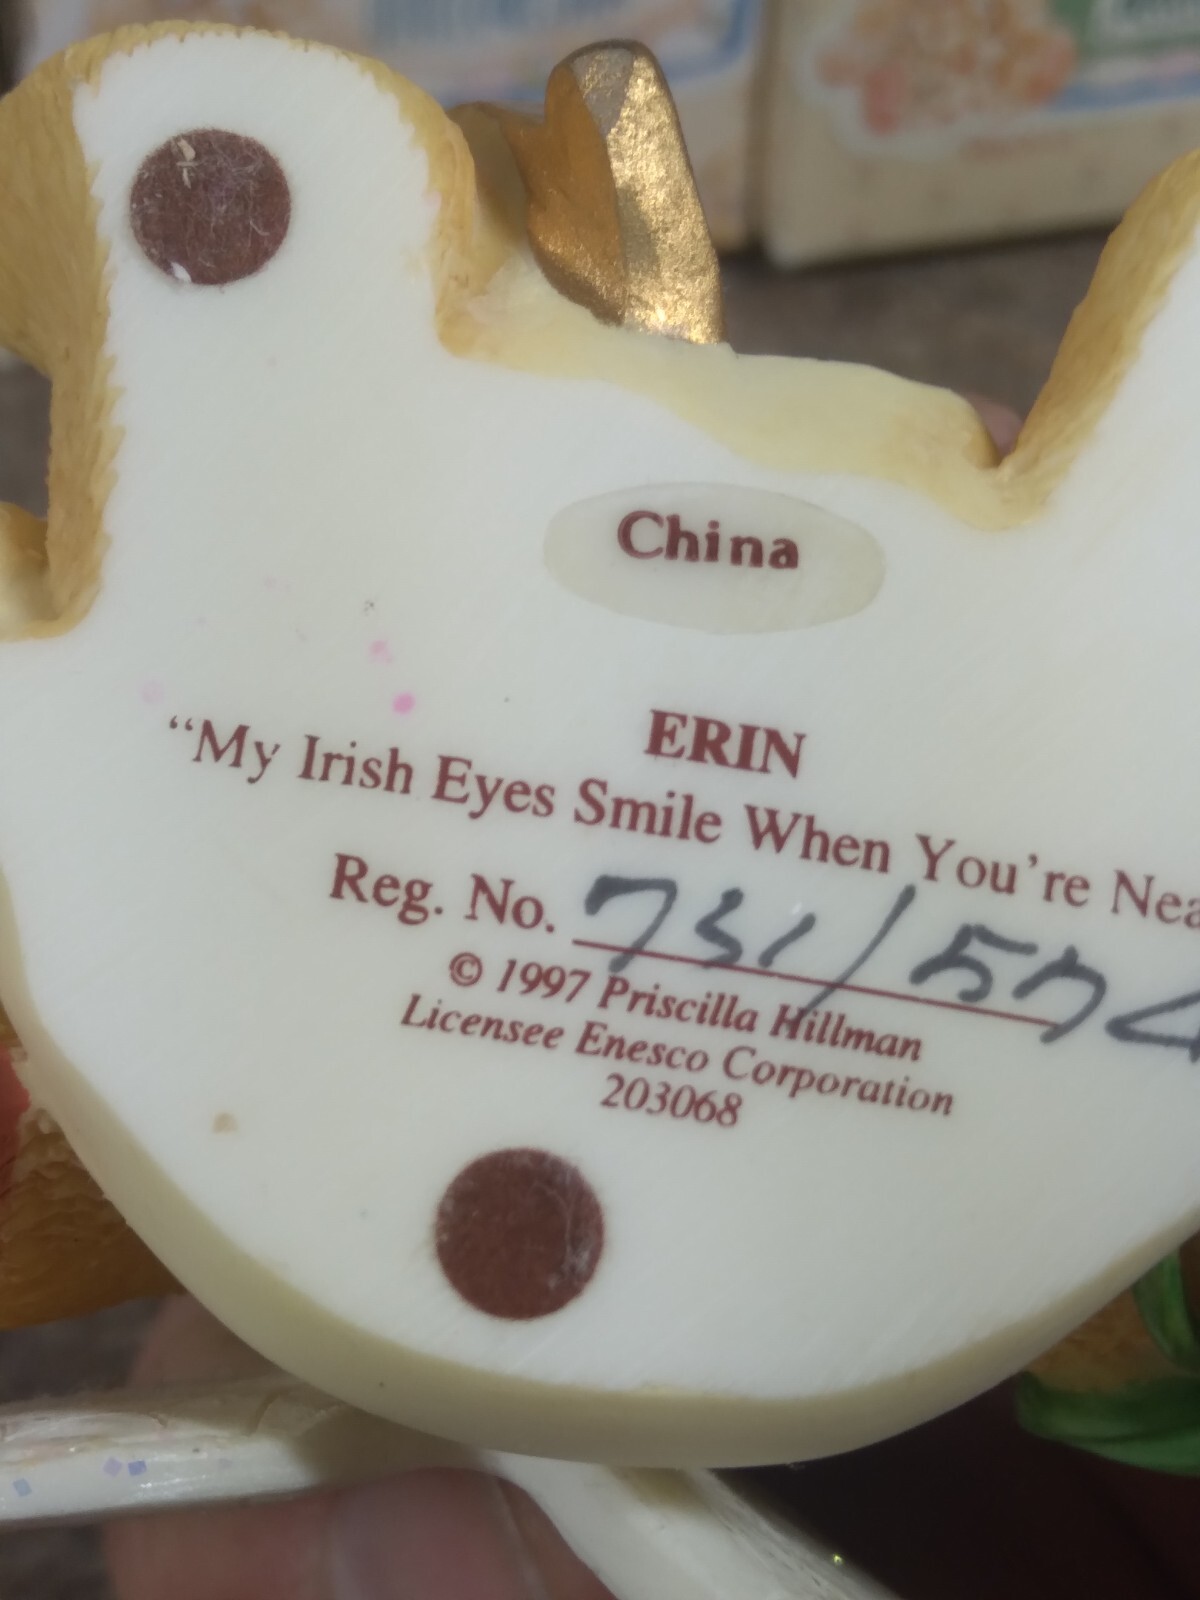 China
ERIN
"My Irish Eyes Smile When You're
Reg. No. 731/574
© 1997 Priscilla Hillman
Licensee Enesco Corporation
203068